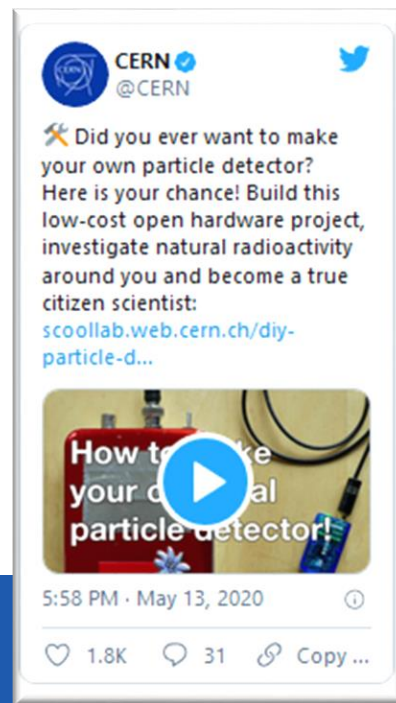 CERN
CERN
@CERN
🛠 Did you ever want to make
your own particle detector?
Here is your chance! Build this
low-cost open hardware project,
investigate natural radioactivity
around you and become a true
citizen scientist:
scoollab.web.cern.ch/diy-
particle-d...
How to
your
particle detector!
5:58 PM · May 13, 2020
1.8K 31 Copy ...